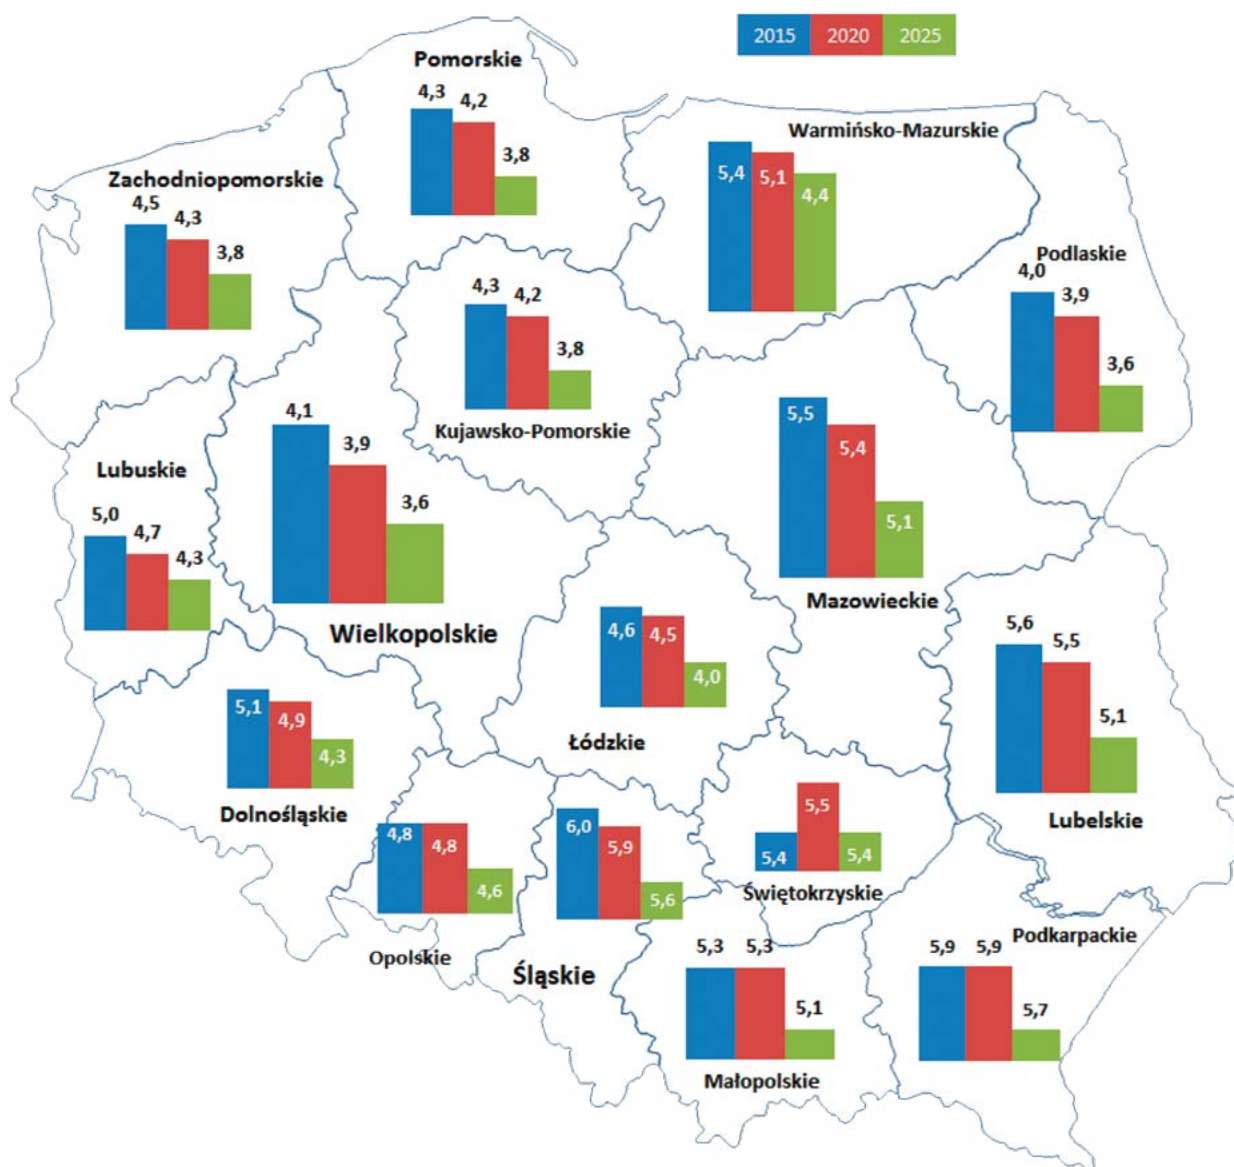 2015 2020 2025
Pomorskie
4,3 4,2 3,8
Warmińsko-Mazurskie
5,4 5,1 4,4
Zachodniopomorskie
4,5 4,3 3,8
Podlaskie
4,0 3,9 3,6
4,3 4,2 3,8
Kujawsko-Pomorskie
4,1 3,9 3,6
Wielkopolskie
5,5 5,4 5,1
Mazowieckie
Lubuskie
5,0 4,7 4,3
4,6 4,5 4,0
Łódzkie
5,6 5,5 5,1
Lubelskie
5,1 4,9 4,3
Dolnośląskie
4,8 4,8 4,6
Opolskie
6,0 5,9 5,6
Śląskie
5,4 5,5 5,4
Świętokrzyskie
Podkarpackie
5,9 5,9 5,7
5,3 5,3 5,1
Małopolskie